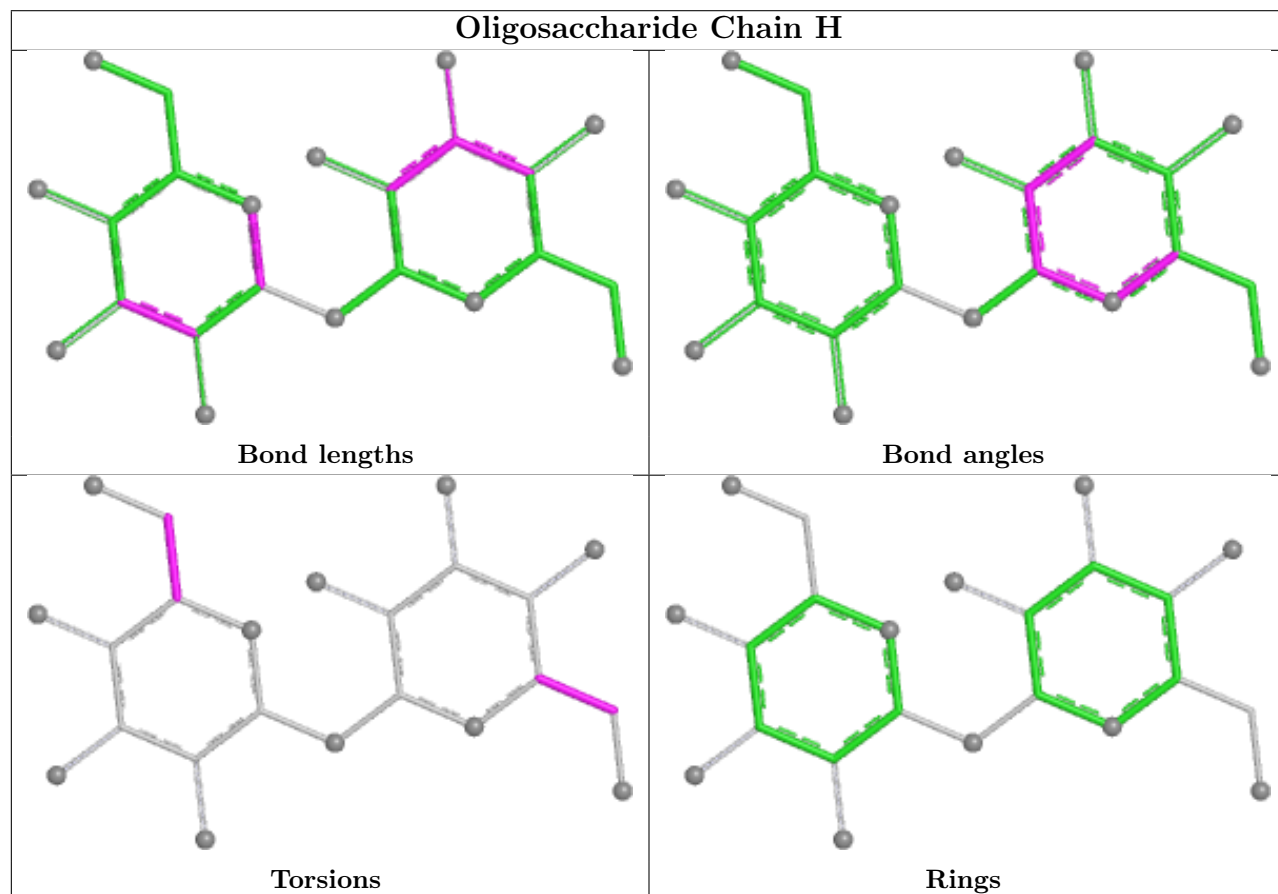 Oligosaccharide Chain H
Bond lengths
Bond angles
Torsions
Rings